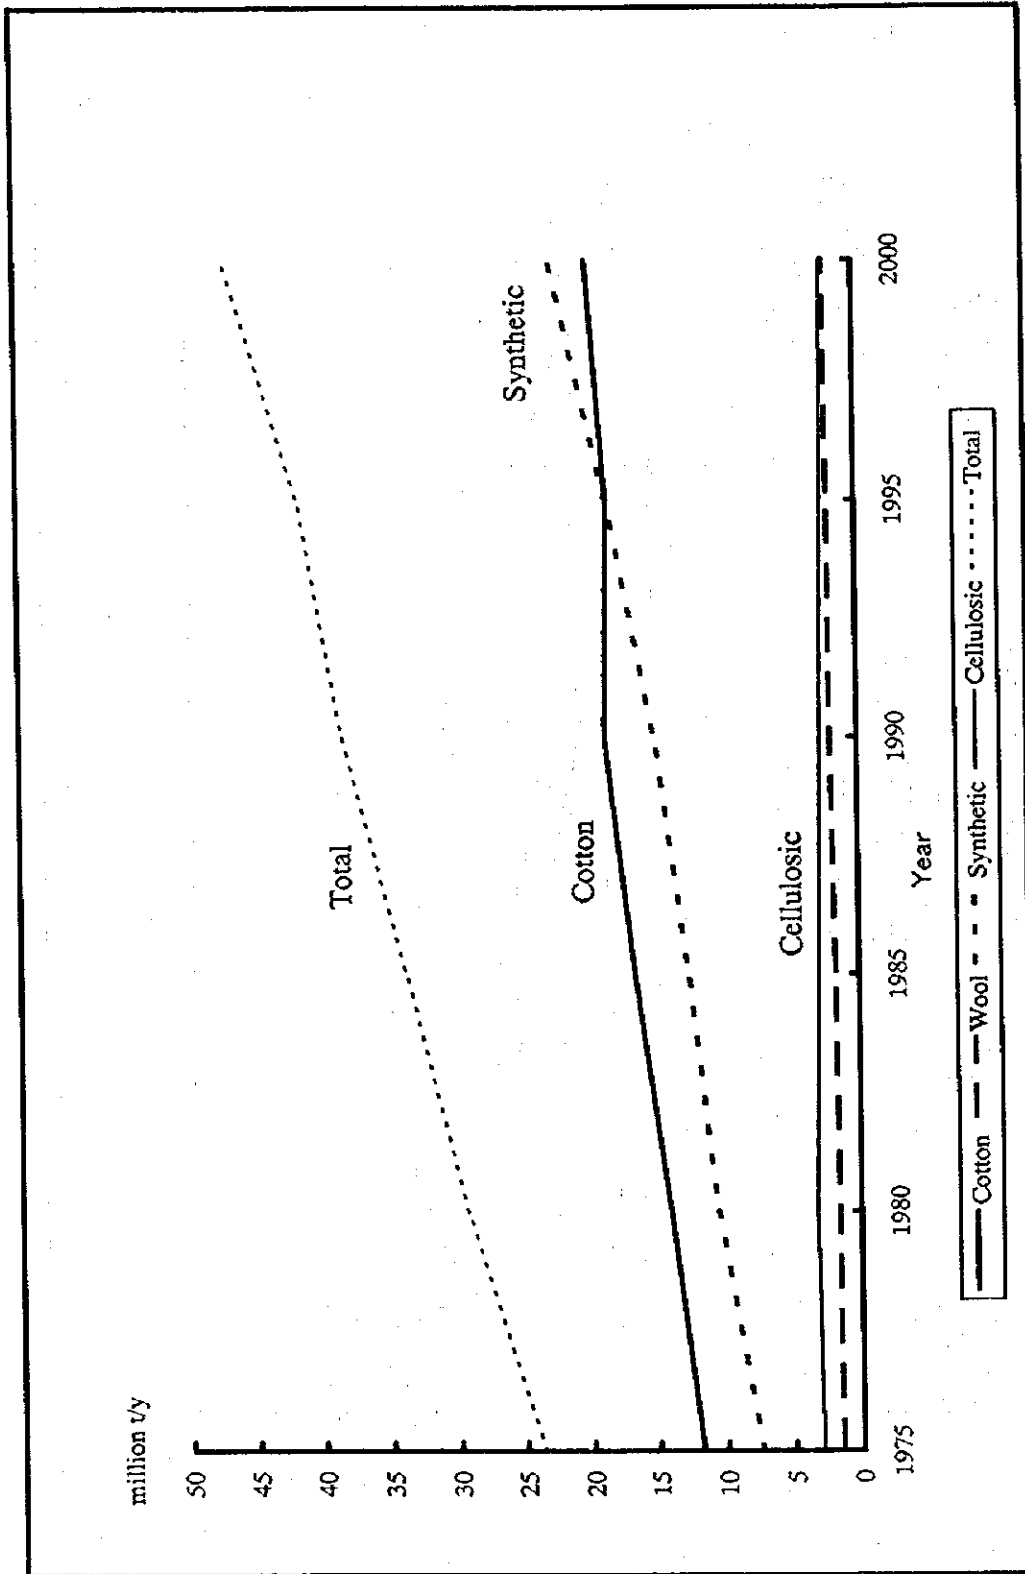 million t/y
50
45
40
35
30
25
20
15
10
5
0
Total
Cotton
Synthetic
Cellulosic
1975
1980
1985
1990
1995
2000
Year
Cotton Wool Synthetic Cellulosic Total